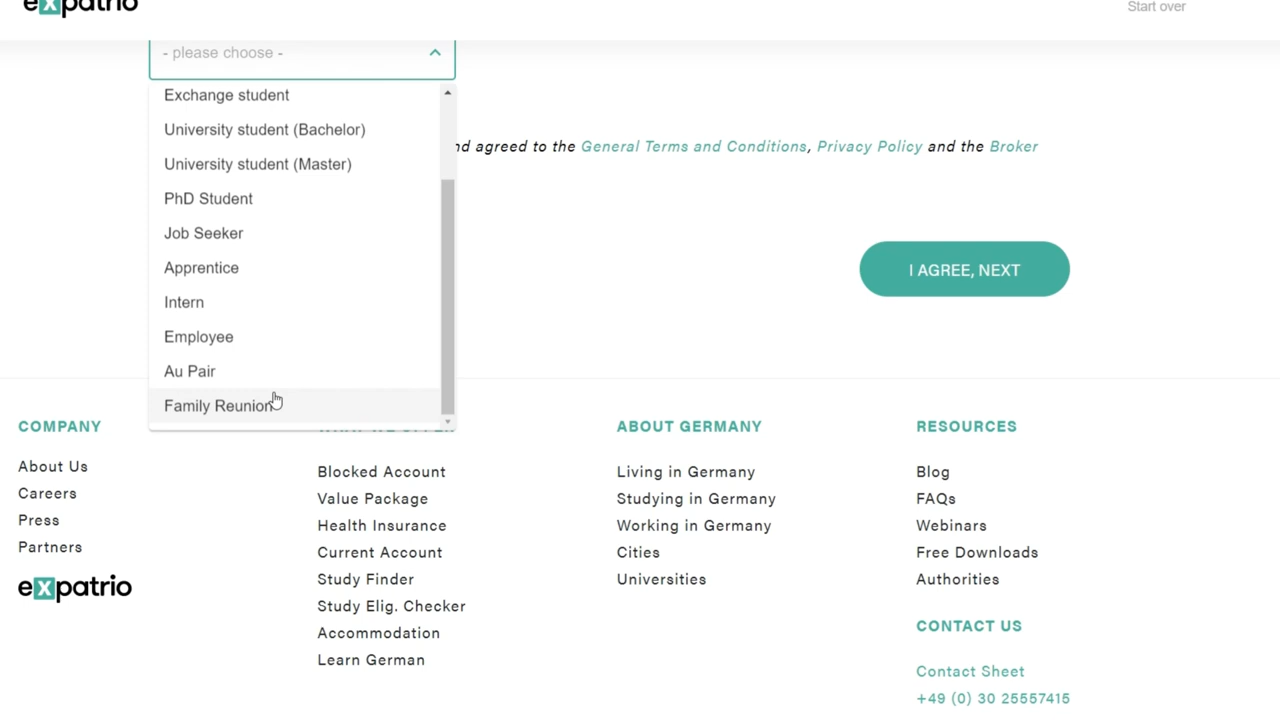 expatrio
Start over
- please choose -
Exchange student
University student (Bachelor)
University student (Master)
PhD Student
Job Seeker
Apprentice
Intern
Employee
Au Pair
Family Reunion
nd agreed to the General Terms and Conditions, Privacy Policy and the Broker
I AGREE, NEXT
COMPANY
About Us
Careers
Press
Partners
expatrio
WHAT WE OFFER
Blocked Account
Value Package
Health Insurance
Current Account
Study Finder
Study Elig. Checker
Accommodation
Learn German
ABOUT GERMANY
Living in Germany
Studying in Germany
Working in Germany
Cities
Universities
RESOURCES
Blog
FAQs
Webinars
Free Downloads
Authorities
CONTACT US
Contact Sheet
+49 (0) 30 25557415